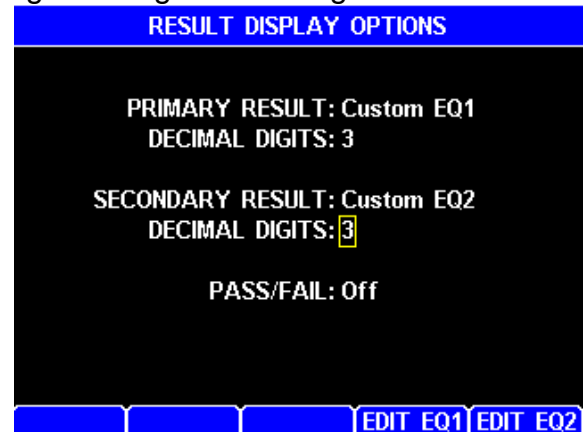 RESULT DISPLAY OPTIONS
PRIMARY RESULT: Custom EQ1
DECIMAL DIGITS: 3
SECONDARY RESULT: Custom EQ2
DECIMAL DIGITS: 3
PASS/FAIL: Off
EDIT EQ1 EDIT EQ2